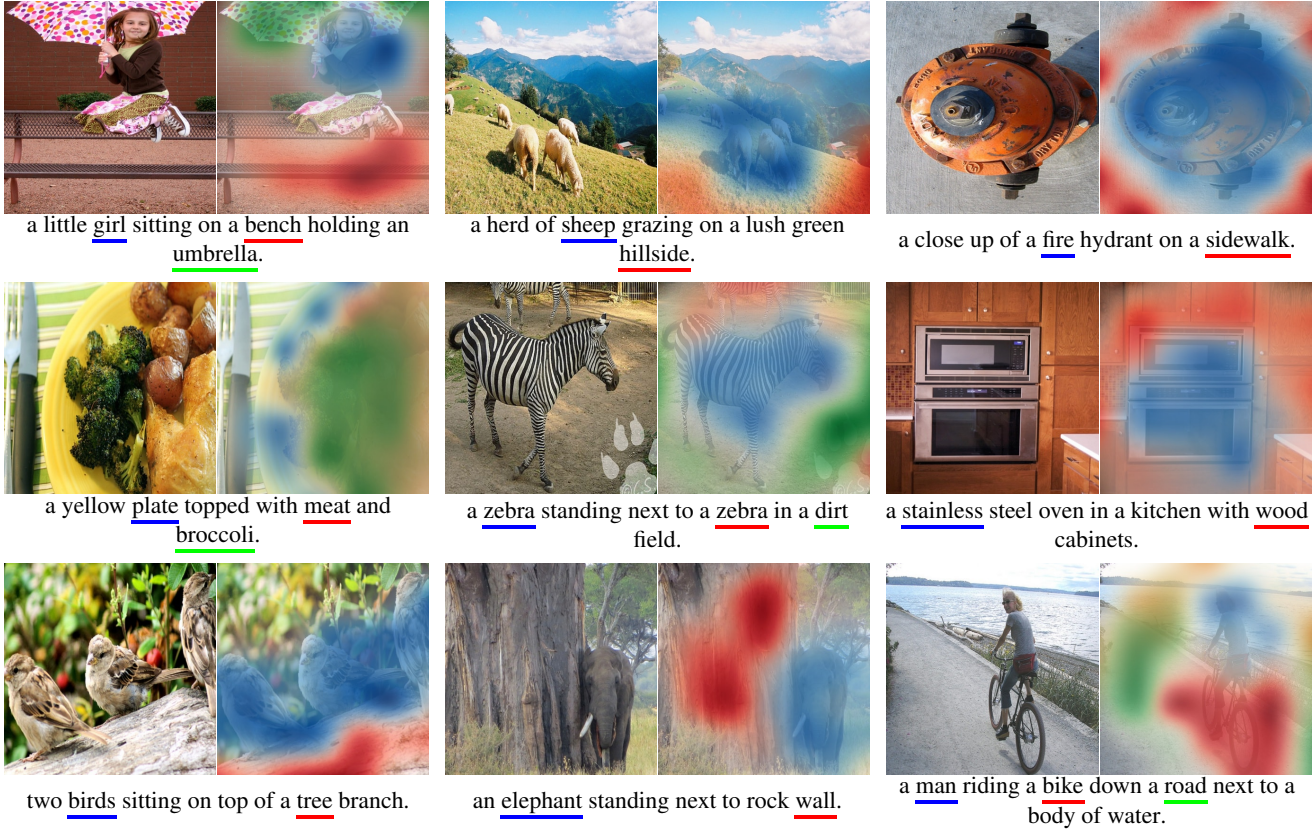 a little girl sitting on a bench holding an
umbrella.
a herd of sheep grazing on a lush green
hillside.
a close up of a fire hydrant on a sidewalk.
a yellow plate topped with meat and
broccoli.
a zebra standing next to a zebra in a dirt
field.
a stainless steel oven in a kitchen with wood
cabinets.
two birds sitting on top of a tree branch.
an elephant standing next to rock wall.
a man riding a bike down a road next to a
body of water.